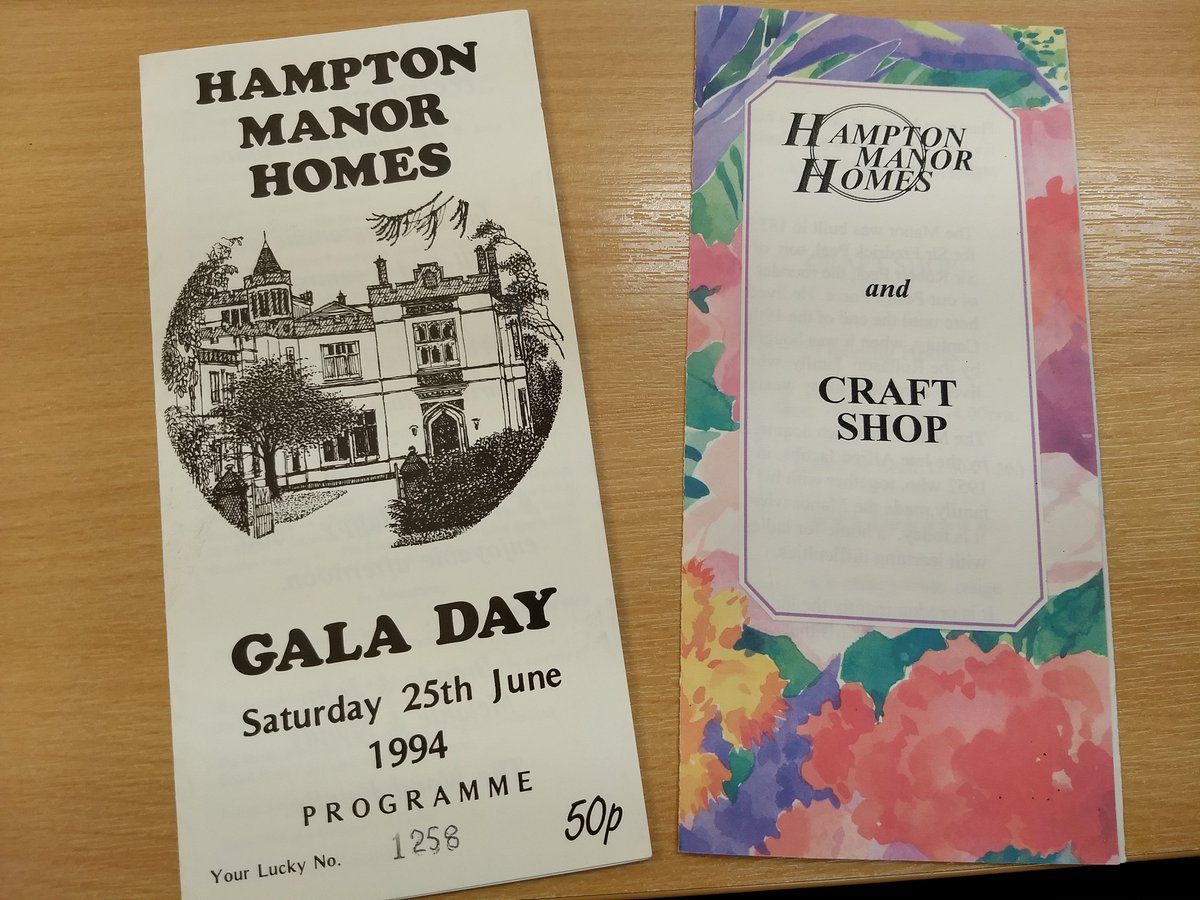 HAMPTON
MANOR
HOMES
GALA DAY
Saturday 25th June
1994
PROGRAMME
Your Lucky No. 1258
50p
HAMPTON
MANOR
HOMES
and
CRAFT
SHOP